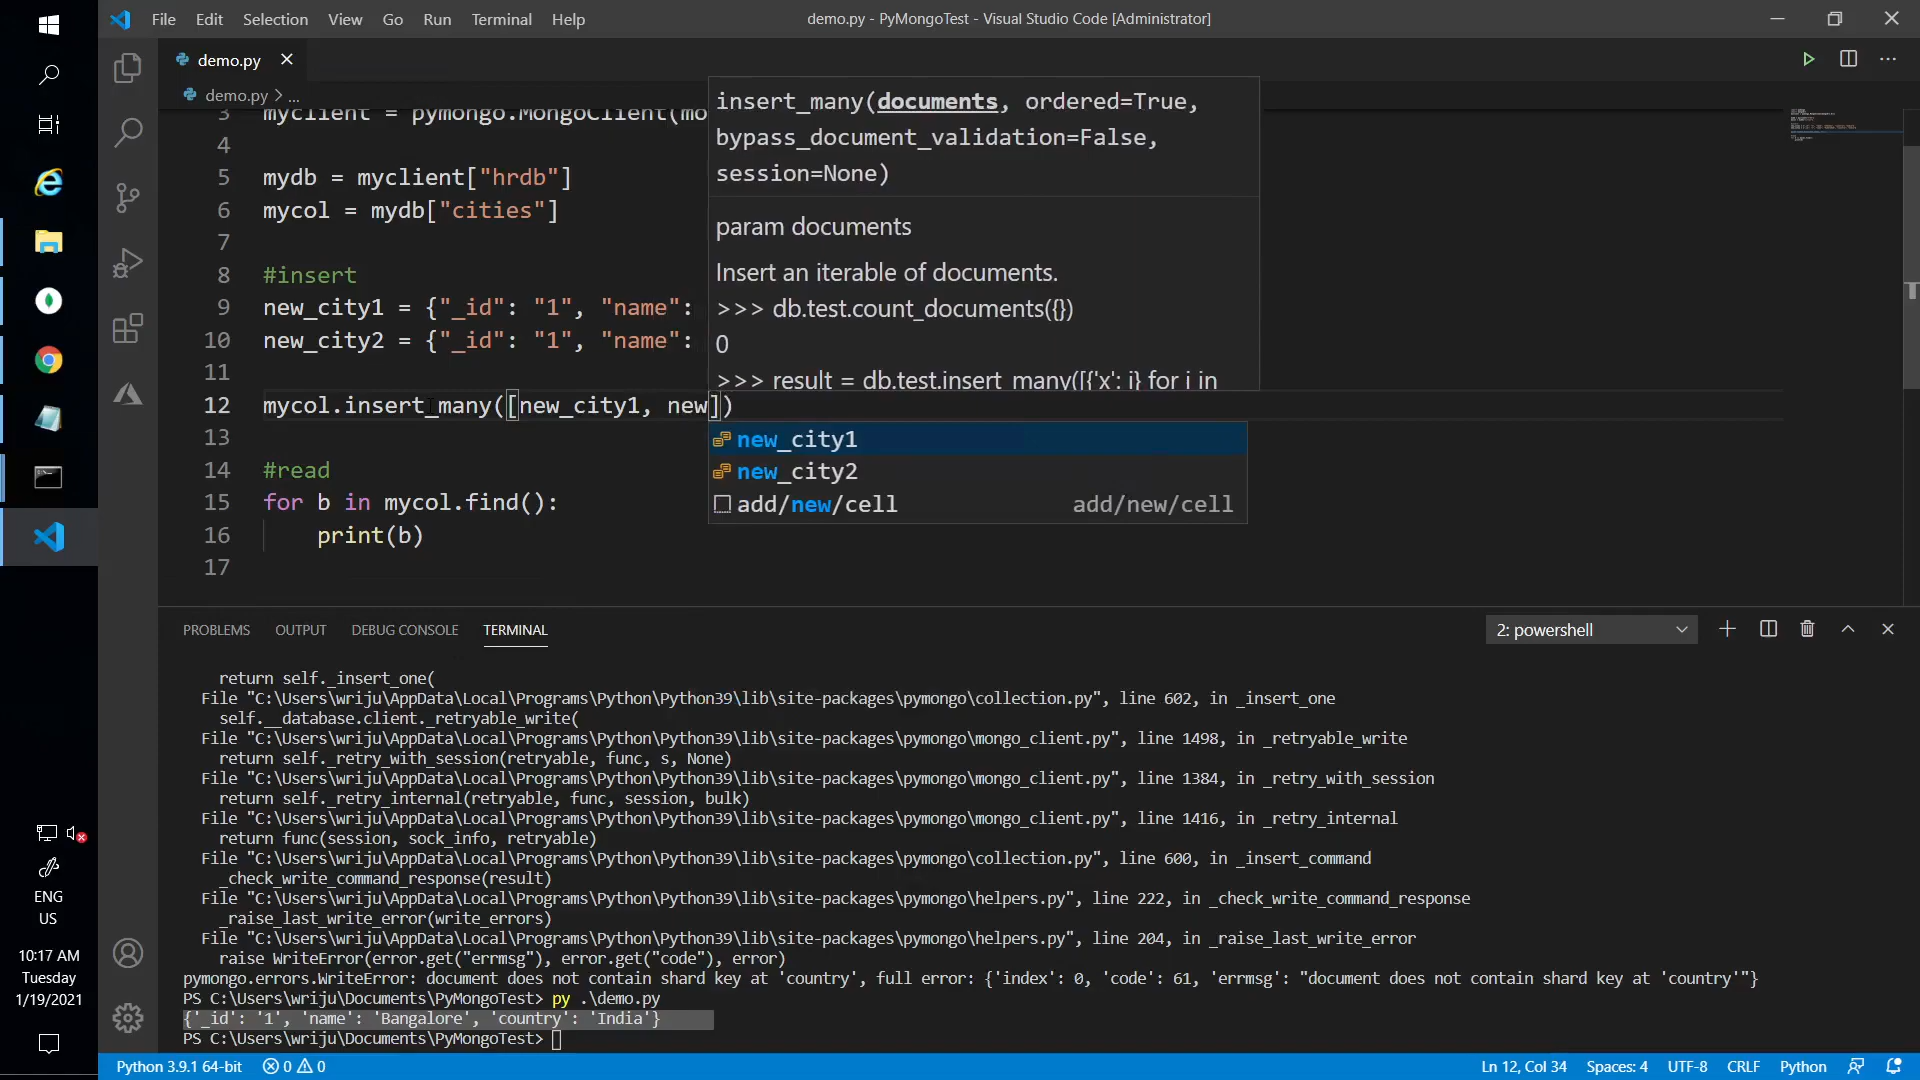 File Edit Selection View Go Run Terminal Help
demo.py - PyMongoTest - Visual Studio Code [Administrator]
demo.py
demo.py > ...
3 myclient = pymongo.MongoClient(mo
4
5 mydb = myclient["hrdb"]
6 mycol = mydb["cities"]
7
8 #insert
9 new_city1 = {"_id": "1", "name":
10 new_city2 = {"_id": "1", "name":
11
12 mycol.insert_many([new_city1, new])
13
14 #read
15 for b in mycol.find():
16 print(b)
17
insert_many(documents, ordered=True,
bypass_document_validation=False,
session=None)
param documents
Insert an iterable of documents.
>>> db.test.count_documents({})
0
>>> result = db.test.insert_many([{'x': i} for i in
new_city1
new_city2
add/new/cell add/new/cell
PROBLEMS OUTPUT DEBUG CONSOLE TERMINAL
2: powershell
return self._insert_one(
File "C:\Users\wriju\AppData\Local\Programs\Python\Python39\lib\site-packages\pymongo\collection.py", line 602, in _insert_one
self.__database.client._retryable_write(
File "C:\Users\wriju\AppData\Local\Programs\Python\Python39\lib\site-packages\pymongo\mongo_client.py", line 1498, in _retryable_write
return self._retry_with_session(retryable, func, s, None)
File "C:\Users\wriju\AppData\Local\Programs\Python\Python39\lib\site-packages\pymongo\mongo_client.py", line 1384, in _retry_with_session
return self._retry_internal(retryable, func, session, bulk)
File "C:\Users\wriju\AppData\Local\Programs\Python\Python39\lib\site-packages\pymongo\mongo_client.py", line 1416, in _retry_internal
return func(session, sock_info, retryable)
File "C:\Users\wriju\AppData\Local\Programs\Python\Python39\lib\site-packages\pymongo\collection.py", line 600, in _insert_command
_check_write_command_response(result)
File "C:\Users\wriju\AppData\Local\Programs\Python\Python39\lib\site-packages\pymongo\helpers.py", line 222, in _check_write_command_response
_raise_last_write_error(write_errors)
File "C:\Users\wriju\AppData\Local\Programs\Python\Python39\lib\site-packages\pymongo\helpers.py", line 204, in _raise_last_write_error
raise WriteError(error.get("errmsg"), error.get("code"), error)
pymongo.errors.WriteError: document does not contain shard key at 'country', full error: {'index': 0, 'code': 61, 'errmsg': "document does not contain shard key at 'country'"}
PS C:\Users\wriju\Documents\PyMongoTest> py .\demo.py
{'_id': '1', 'name': 'Bangalore', 'country': 'India'}
PS C:\Users\wriju\Documents\PyMongoTest>
ENG
US
10:17 AM
Tuesday
1/19/2021
Python 3.9.1 64-bit 0 0 Ln 12, Col 34 Spaces: 4 UTF-8 CRLF Python